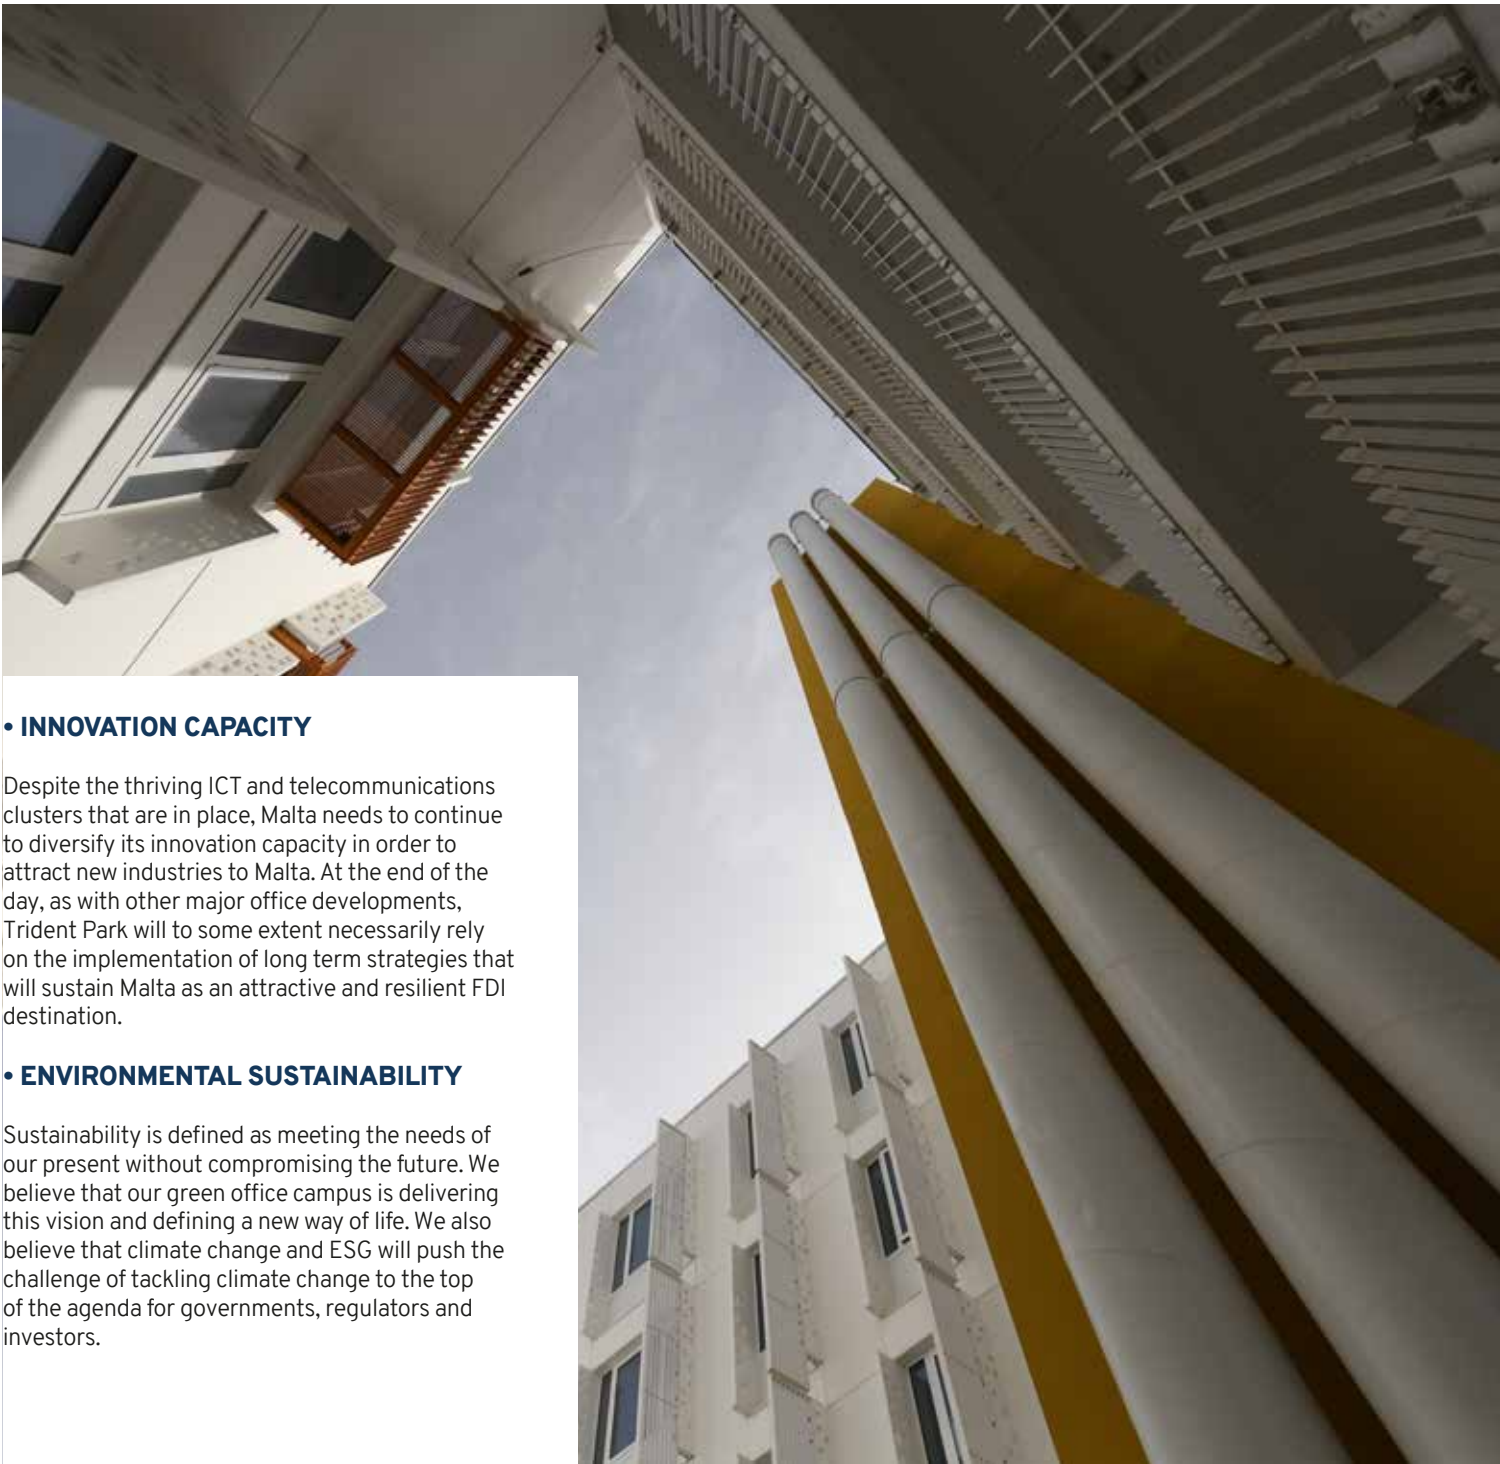 • INNOVATION CAPACITY
Despite the thriving ICT and telecommunications
clusters that are in place, Malta needs to continue
to diversify its innovation capacity in order to
attract new industries to Malta. At the end of the
day, as with other major office developments,
Trident Park will to some extent necessarily rely
on the implementation of long term strategies that
will sustain Malta as an attractive and resilient FDI
destination.
• ENVIRONMENTAL SUSTAINABILITY
Sustainability is defined as meeting the needs of
our present without compromising the future. We
believe that our green office campus is delivering
this vision and defining a new way of life. We also
believe that climate change and ESG will push the
challenge of tackling climate change to the top
of the agenda for governments, regulators and
investors.